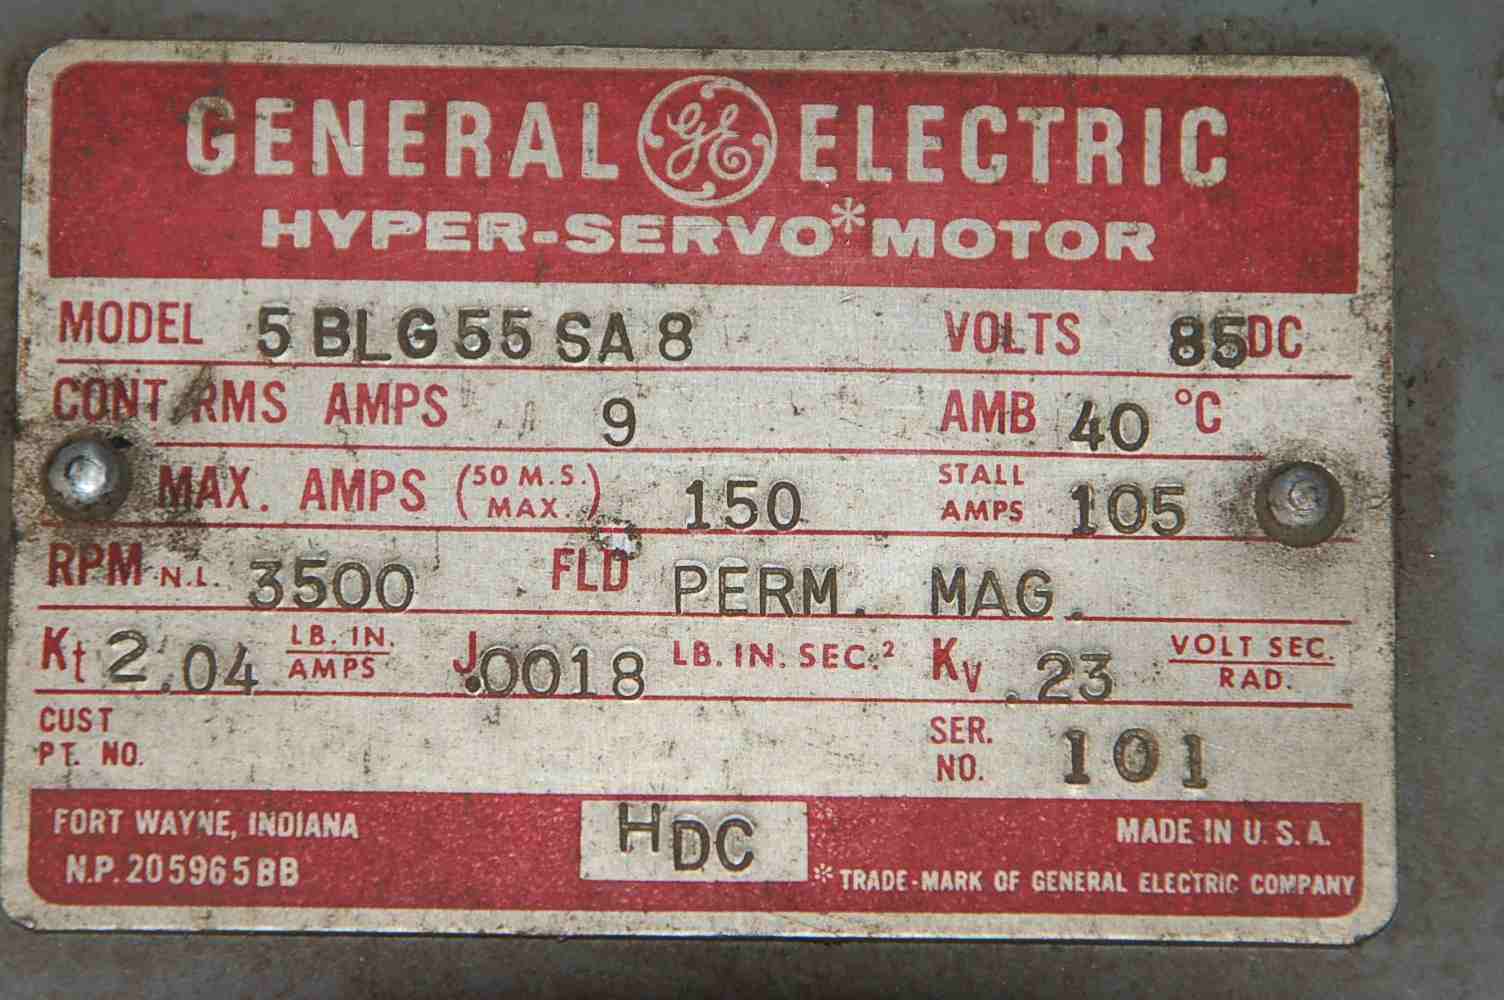 GENERAL GE ELECTRIC
HYPER-SERVO* MOTOR
MODEL 5BLG55SA8 VOLTS 85 DC
CONT RMS AMPS 9 AMB 40 °C
MAX. AMPS (50 M.S. MAX.) 150 STALL AMPS 105
RPM N.L. 3500 FLD PERM. MAG.
Kt 2.04 LB. IN. / AMPS J .0018 LB. IN. SEC.² Kv .23 VOLT SEC. / RAD.
CUST PT. NO. SER. NO. 101
FORT WAYNE, INDIANA HDC MADE IN U.S.A.
N.P. 205965BB *TRADE-MARK OF GENERAL ELECTRIC COMPANY